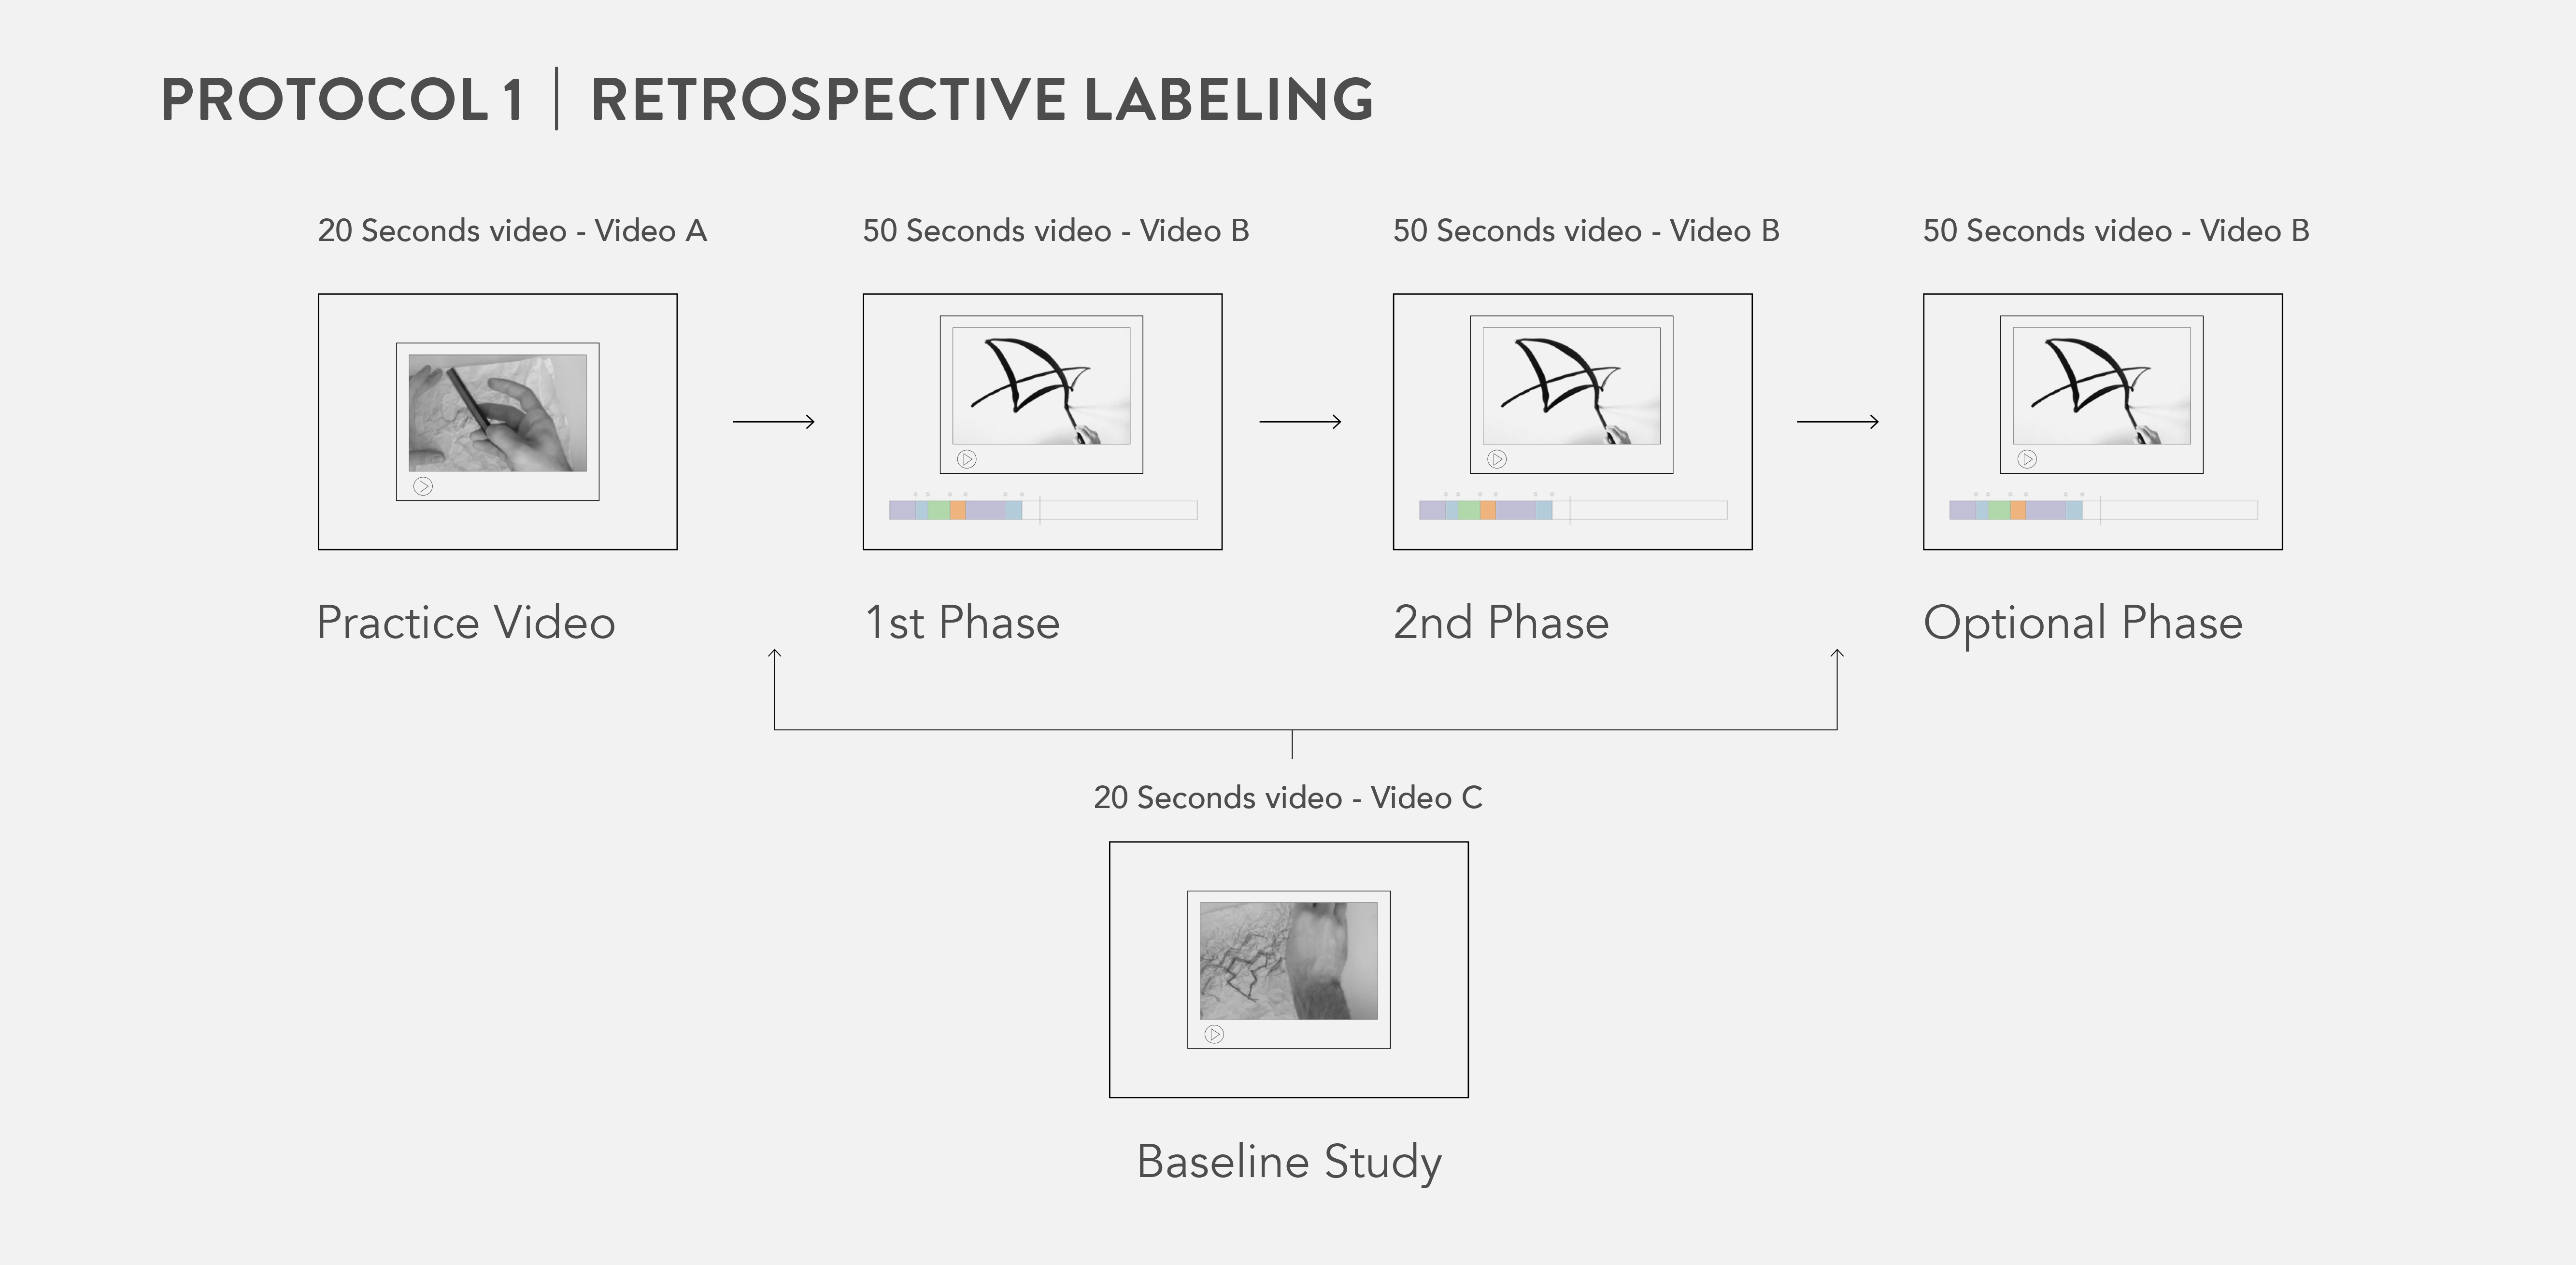 PROTOCOL 1 | RETROSPECTIVE LABELING
20 Seconds video - Video A
50 Seconds video - Video B
50 Seconds video - Video B
50 Seconds video - Video B
Practice Video
1st Phase
2nd Phase
Optional Phase
20 Seconds video - Video C
Baseline Study